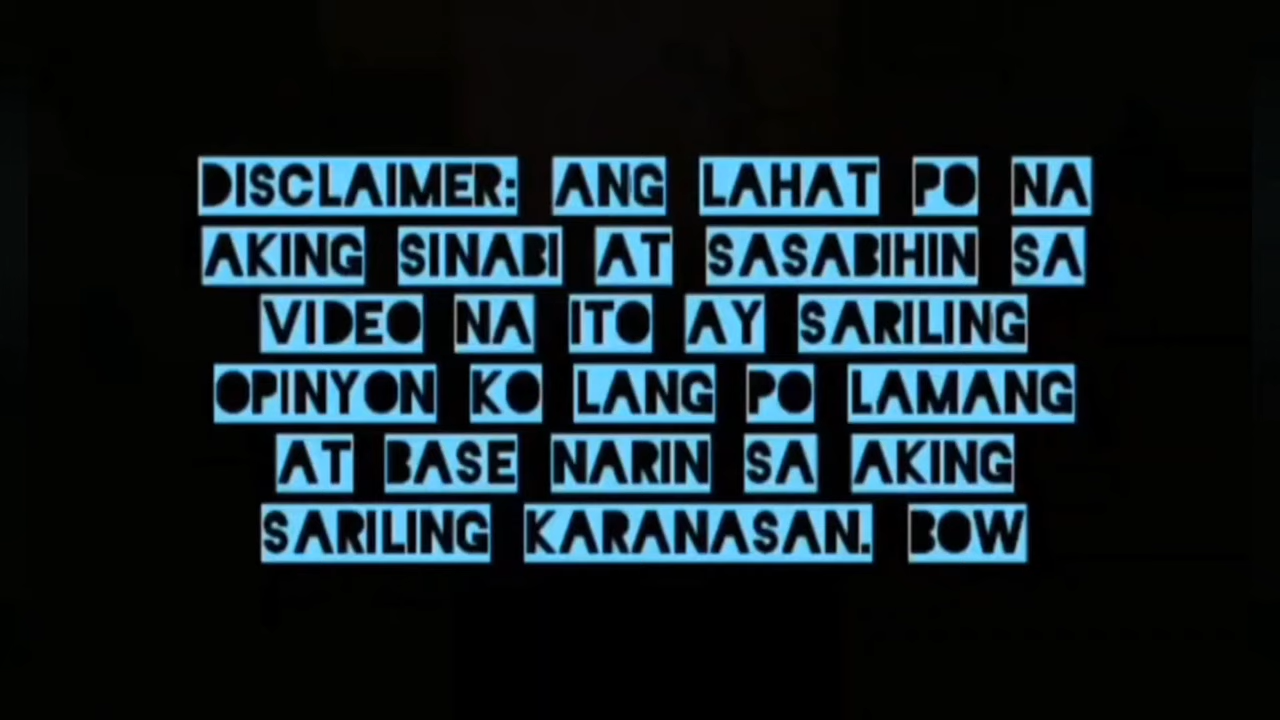 DISCLAIMER: ANG LAHAT PO NA
AKING SINABI AT SASABIHIN SA
VIDEO NA ITO AY SARILING
OPINYON KO LANG PO LAMANG
AT BASE NARIN SA AKING
SARILING KARANASAN. BOW